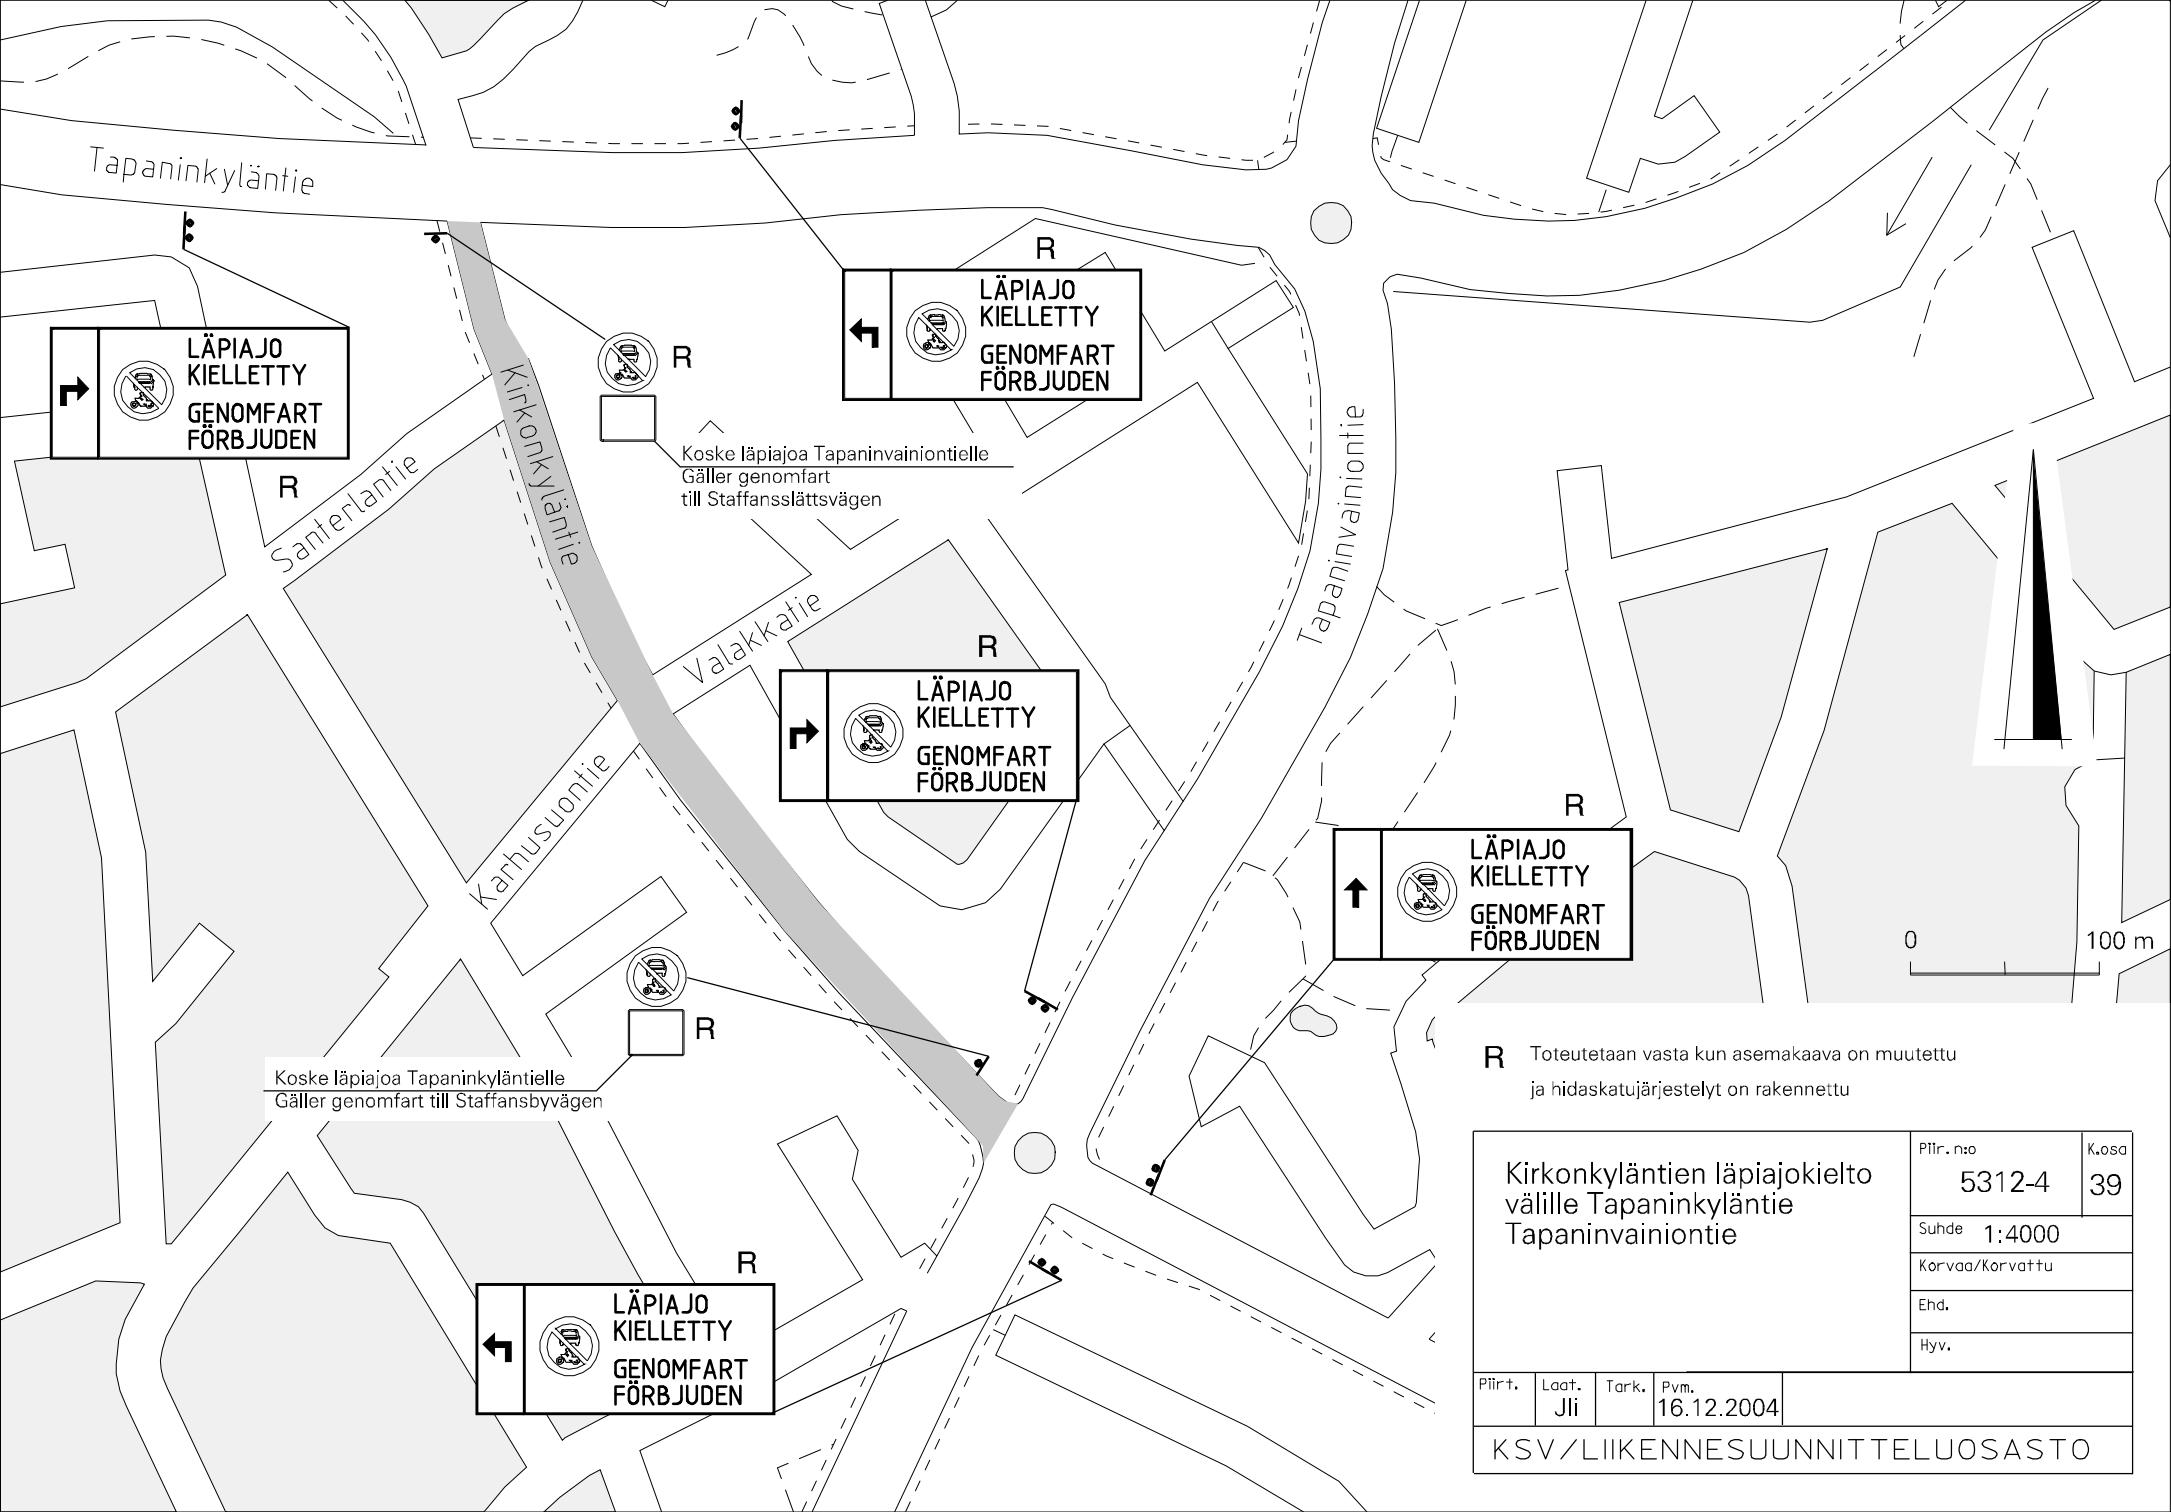 Tapaninkyläntie
R
LÄPIAJO
KIELLETTY
GENOMFART
FÖRBJUDEN
LÄPIAJO
KIELLETTY
GENOMFART
FÖRBJUDEN
R
R
Kirkonkyläntie
Koske läpiajoa Tapaninvainiontielle
Gäller genomfart
till Staffansslättsvägen
Santerlantie
Tapaninvainiontie
Valakkatie
R
LÄPIAJO
KIELLETTY
GENOMFART
FÖRBJUDEN
Karhusuontie
R
LÄPIAJO
KIELLETTY
GENOMFART
FÖRBJUDEN
0 100 m
R
Koske läpiajoa Tapaninkyläntielle
Gäller genomfart till Staffansbyvägen
R Toteutetaan vasta kun asemakaava on muutettu
ja hidaskatujärjestelyt on rakennettu
R
LÄPIAJO
KIELLETTY
GENOMFART
FÖRBJUDEN
Kirkonkyläntien läpiajokielto
välille Tapaninkyläntie
Tapaninvainiontie
Piir. n:o
5312-4
K.osa
39
Suhde 1:4000
Korvaa/Korvattu
Ehd.
Hyv.
Piirt.
Laat.
Jli
Tark.
Pvm.
16.12.2004
KSV/LIIKENNESUUNNITTELUOSASTO